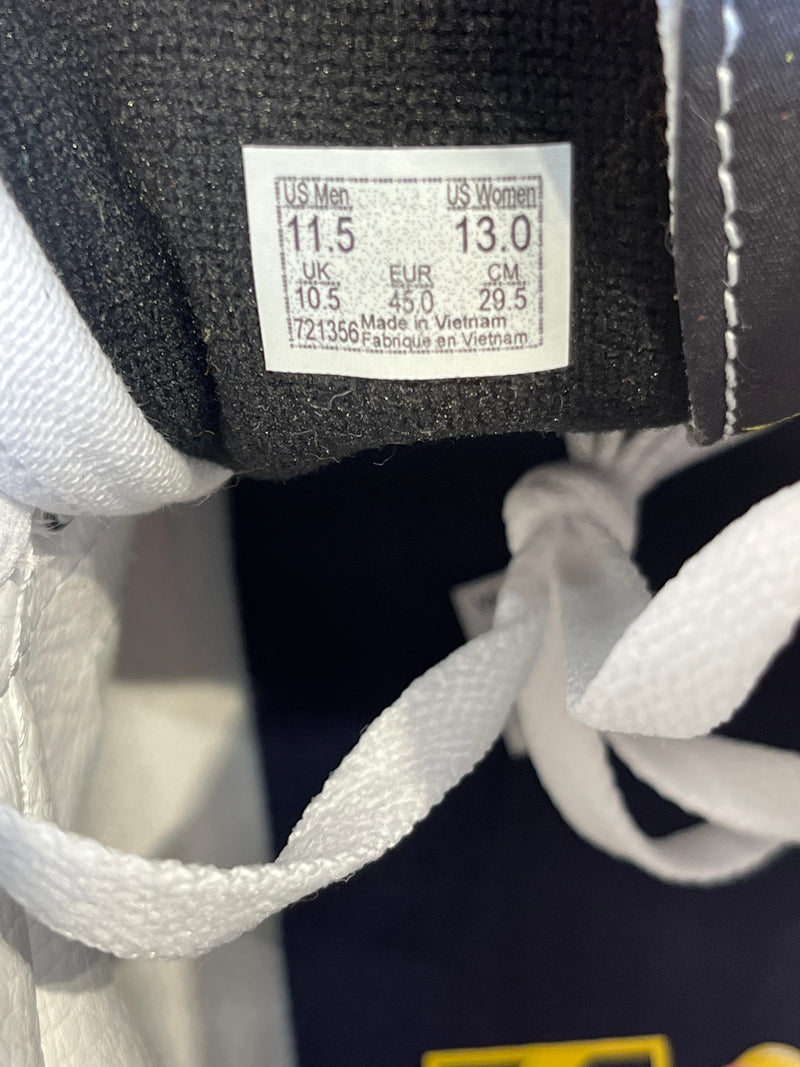 US Men US Women
11.5 13.0
UK EUR CM
10.5 45.0 29.5
721356 Made in Vietnam
Fabrique en Vietnam